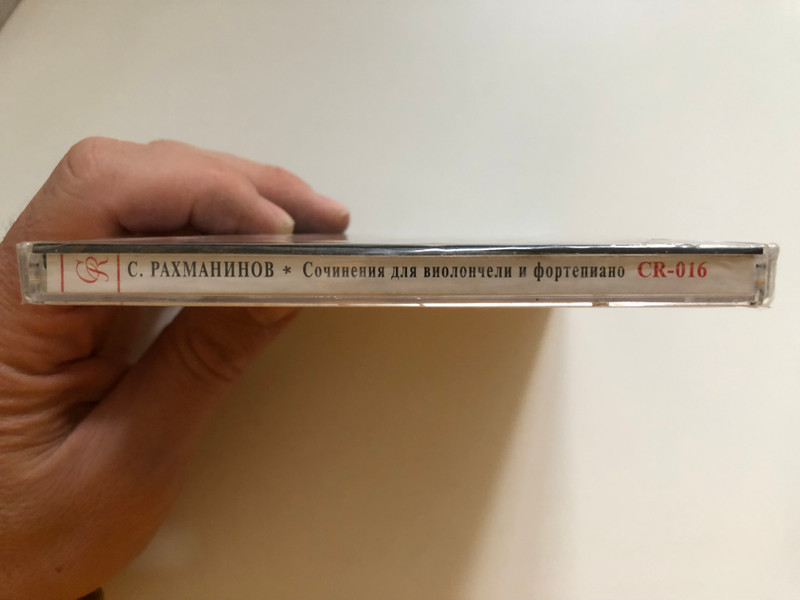 CR С. РАХМАНИНОВ * Сочинения для виолончели и фортепиано CR-016